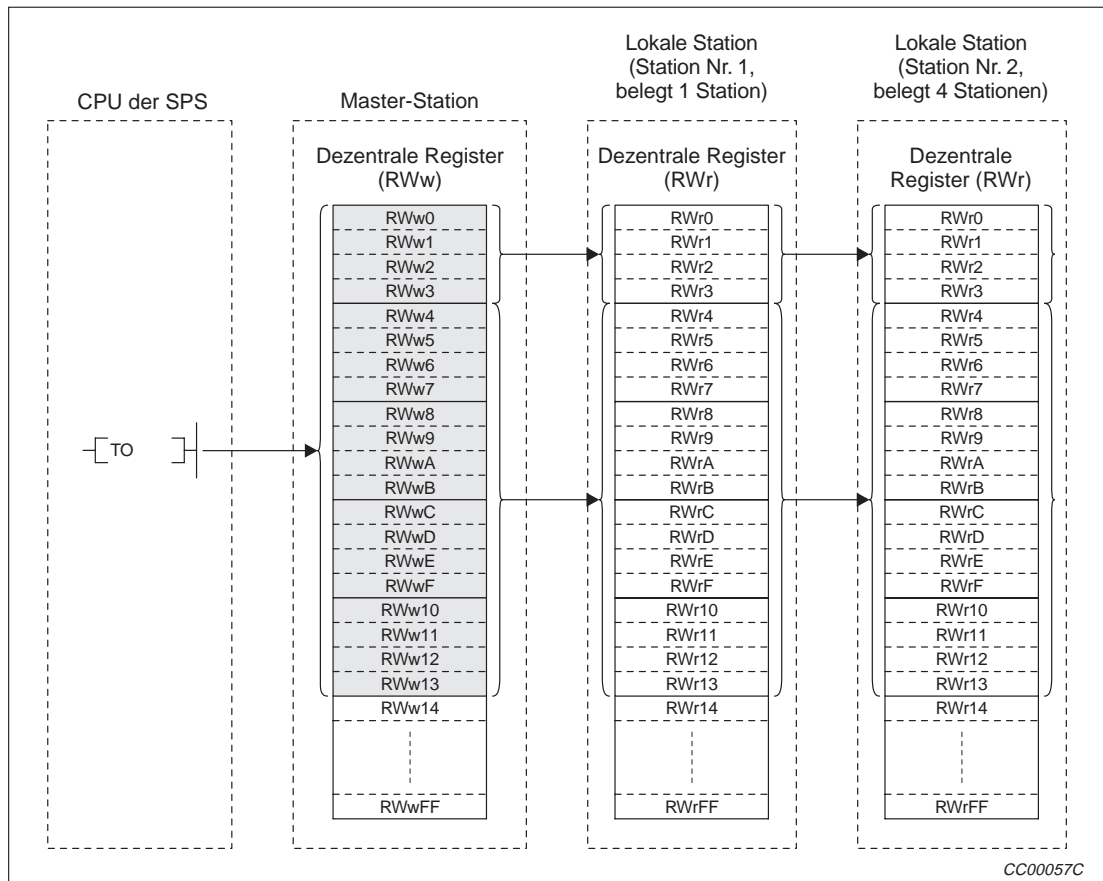 CPU der SPS
Master-Station
Lokale Station
(Station Nr. 1,
belegt 1 Station)
Lokale Station
(Station Nr. 2,
belegt 4 Stationen)
TO
Dezentrale Register
(RWw)
RWw0
RWw1
RWw2
RWw3
RWw4
RWw5
RWw6
RWw7
RWw8
RWw9
RWwA
RWwB
RWwC
RWwD
RWwE
RWwF
RWw10
RWw11
RWw12
RWw13
RWw14
RWwFF
Dezentrale Register
(RWr)
RWr0
RWr1
RWr2
RWr3
RWr4
RWr5
RWr6
RWr7
RWr8
RWr9
RWrA
RWrB
RWrC
RWrD
RWrE
RWrF
RWr10
RWr11
RWr12
RWr13
RWr14
RWrFF
Dezentrale
Register (RWr)
RWr0
RWr1
RWr2
RWr3
RWr4
RWr5
RWr6
RWr7
RWr8
RWr9
RWrA
RWrB
RWrC
RWrD
RWrE
RWrF
RWr10
RWr11
RWr12
RWr13
RWr14
RWrFF
CC00057C